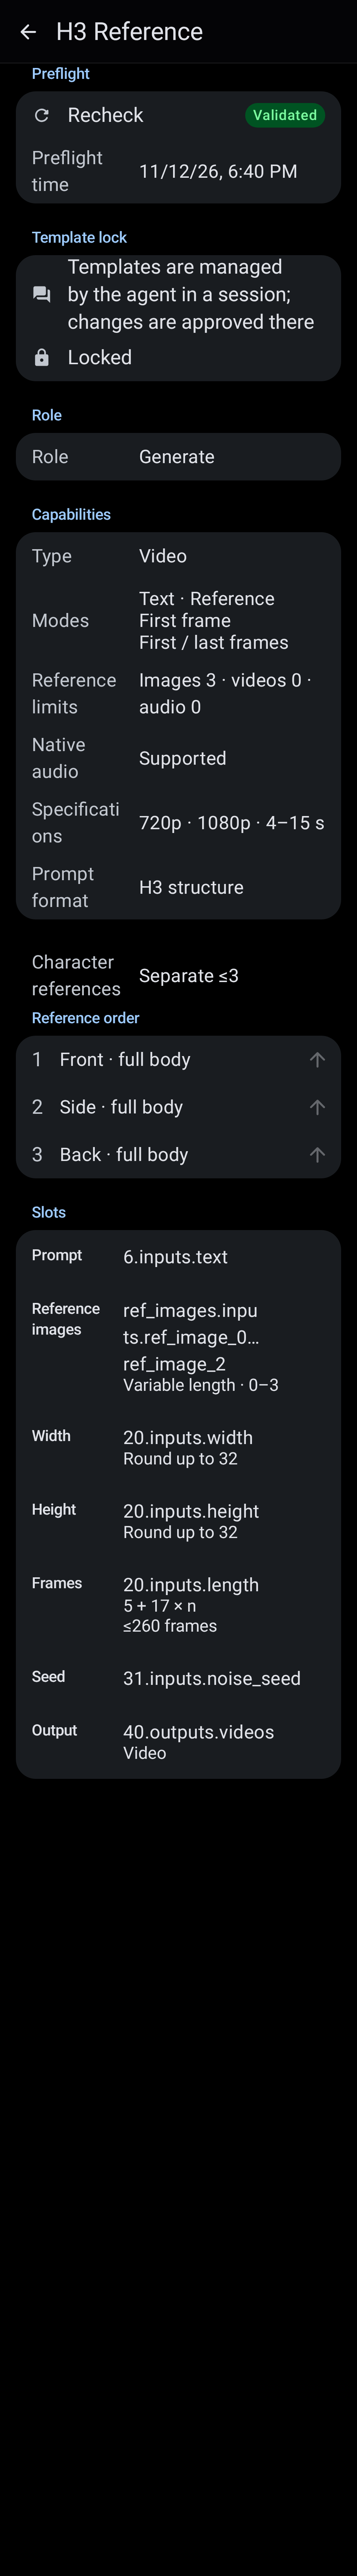 H3 Reference
Preflight
Recheck
Validated
Preflight
time
11/12/26, 6:40 PM
Template lock
Templates are managed
by the agent in a session;
changes are approved there
Locked
Role
Role
Generate
Capabilities
Type
Video
Modes
Text · Reference
First frame
First / last frames
Reference
limits
Images 3 · videos 0 ·
audio 0
Native
audio
Supported
Specificati
ons
720p · 1080p · 4–15 s
Prompt
format
H3 structure
Character
references
Separate ≤3
Reference order
1 Front · full body
2 Side · full body
3 Back · full body
Slots
Prompt
6.inputs.text
Reference
images
ref_images.inpu
ts.ref_image_0…
ref_image_2
Variable length · 0–3
Width
20.inputs.width
Round up to 32
Height
20.inputs.height
Round up to 32
Frames
20.inputs.length
5 + 17 × n
≤260 frames
Seed
31.inputs.noise_seed
Output
40.outputs.videos
Video